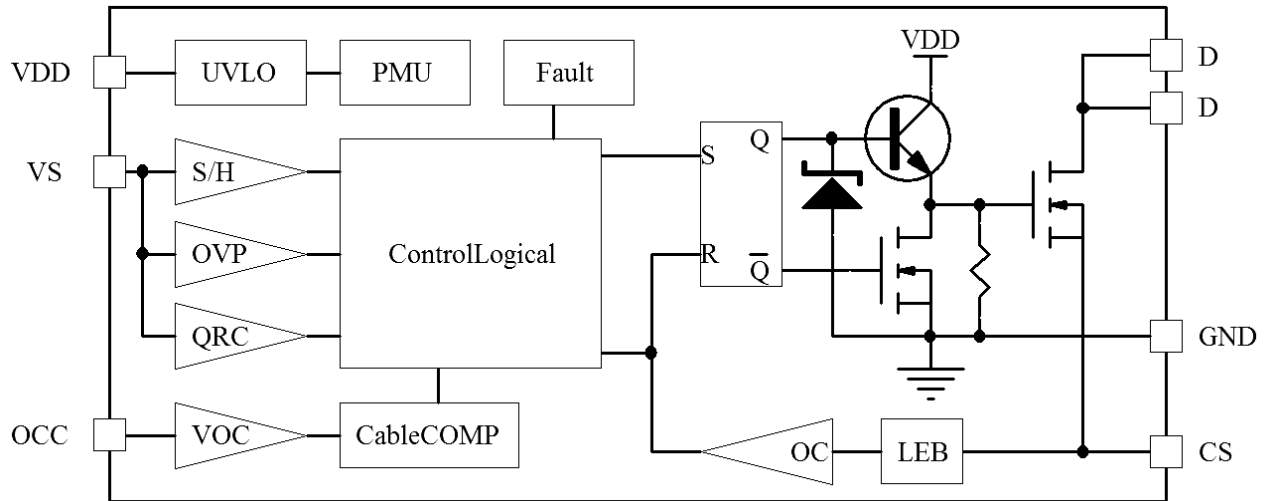 VDD
UVLO
PMU
Fault
VDD
D
D
VS
S/H
S
Q
OVP
ControlLogical
R
Q̅
QRC
GND
OCC
VOC
CableCOMP
OC
LEB
CS